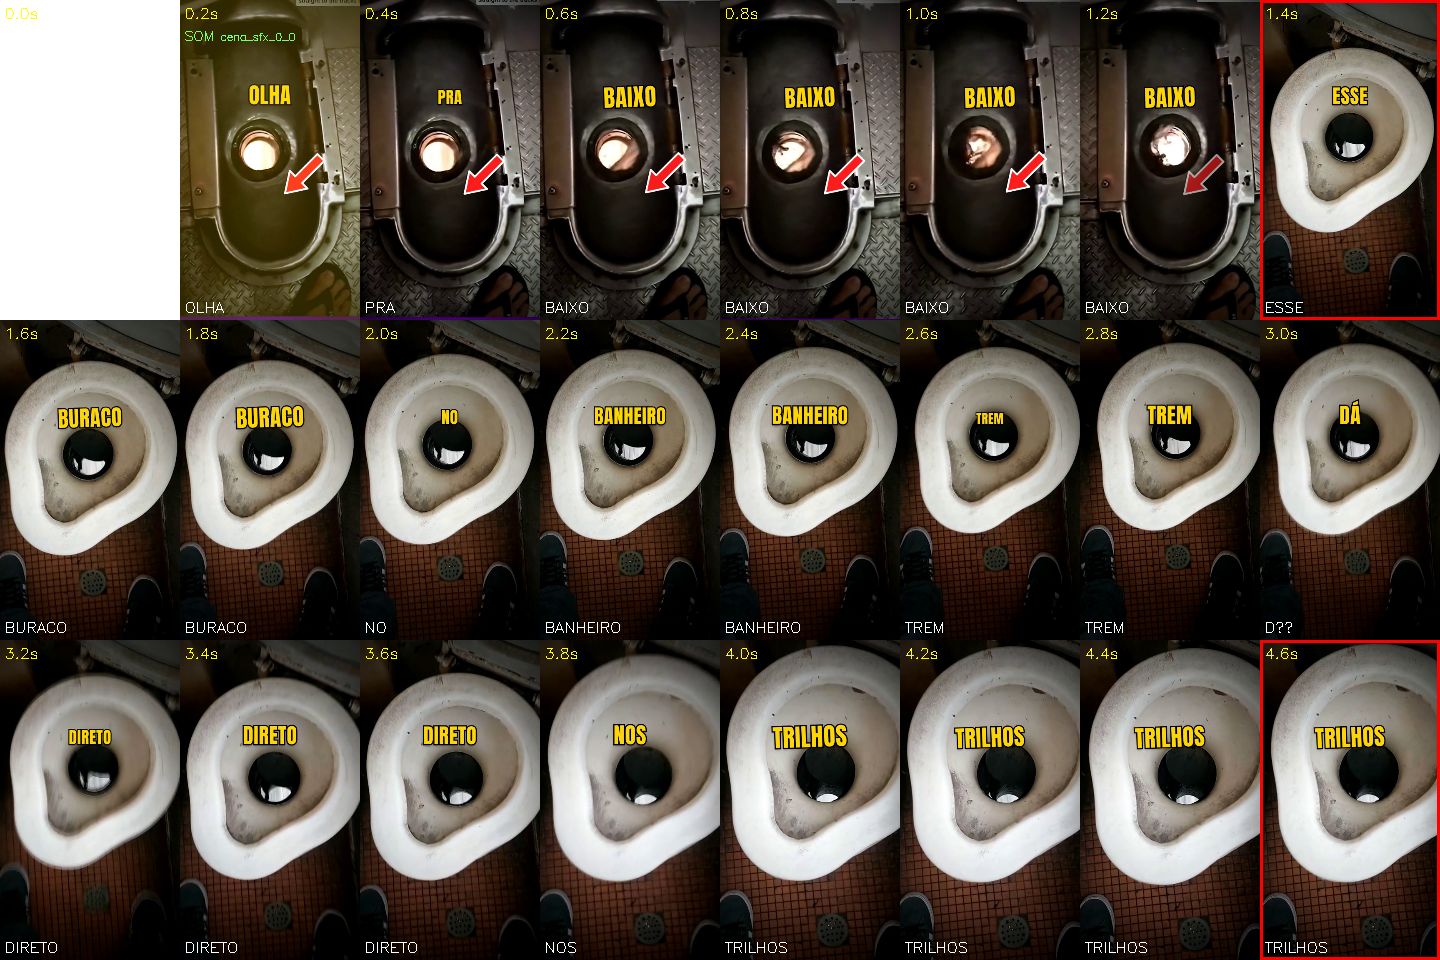 0.0s
0.2s
SOM cena_sfx_0_0
OLHA
OLHA
0.4s
PRA
PRA
0.6s
BAIXO
BAIXO
0.8s
BAIXO
BAIXO
1.0s
BAIXO
BAIXO
1.2s
BAIXO
BAIXO
1.4s
ESSE
ESSE
1.6s
BURACO
BURACO
1.8s
BURACO
BURACO
2.0s
NO
NO
2.2s
BANHEIRO
BANHEIRO
2.4s
BANHEIRO
BANHEIRO
2.6s
TREM
TREM
2.8s
TREM
TREM
3.0s
DÁ
D??
3.2s
DIRETO
DIRETO
3.4s
DIRETO
DIRETO
3.6s
DIRETO
DIRETO
3.8s
NOS
NOS
4.0s
TRILHOS
TRILHOS
4.2s
TRILHOS
TRILHOS
4.4s
TRILHOS
TRILHOS
4.6s
TRILHOS
TRILHOS